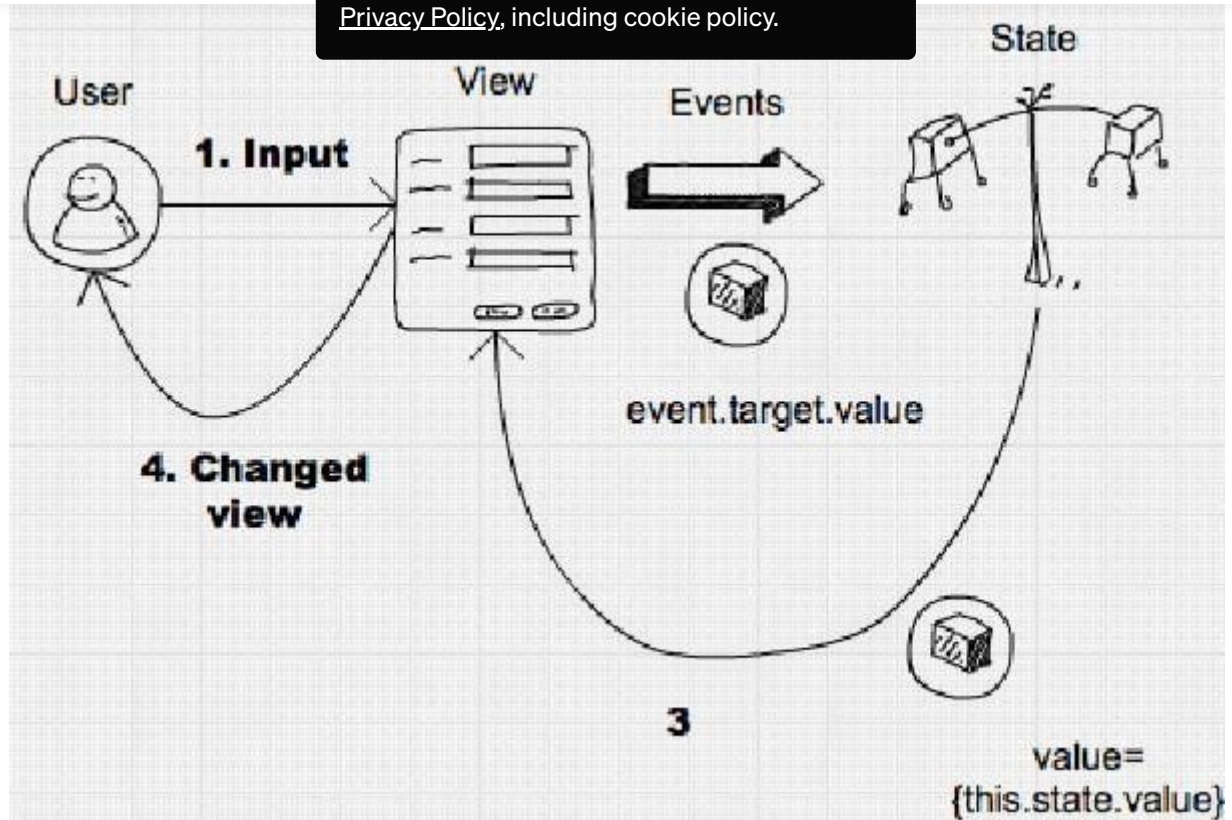 Privacy Policy, including cookie policy.
State
User
View
Events
1. Input
event.target.value
4. Changed
view
3
value=
{this.state.value}